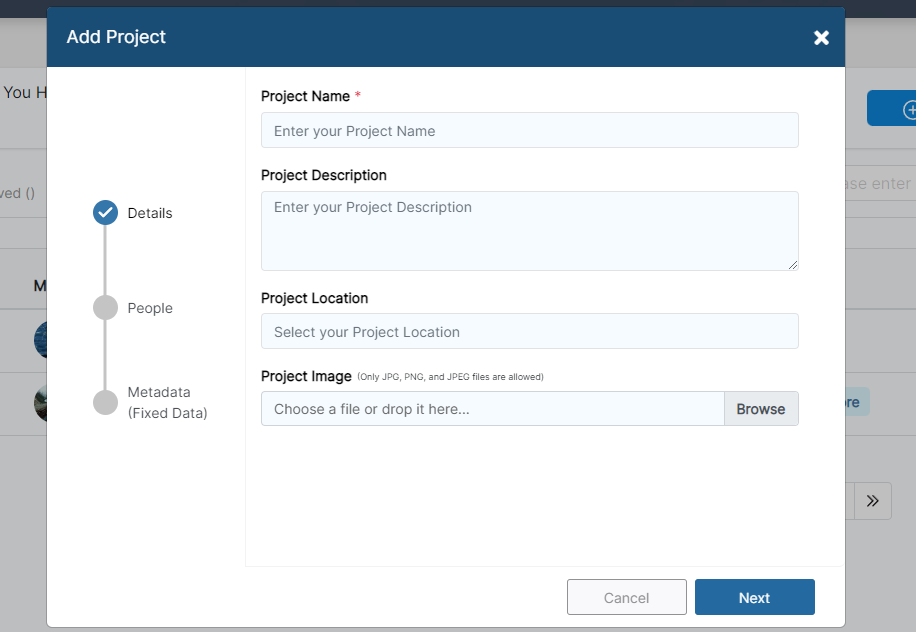 Add Project
You H
ved ()
ase enter
M
ore
Details
People
Metadata
(Fixed Data)
Project Name *
Enter your Project Name
Project Description
Enter your Project Description
Project Location
Select your Project Location
Project Image (Only JPG, PNG, and JPEG files are allowed)
Choose a file or drop it here...
Browse
Cancel
Next